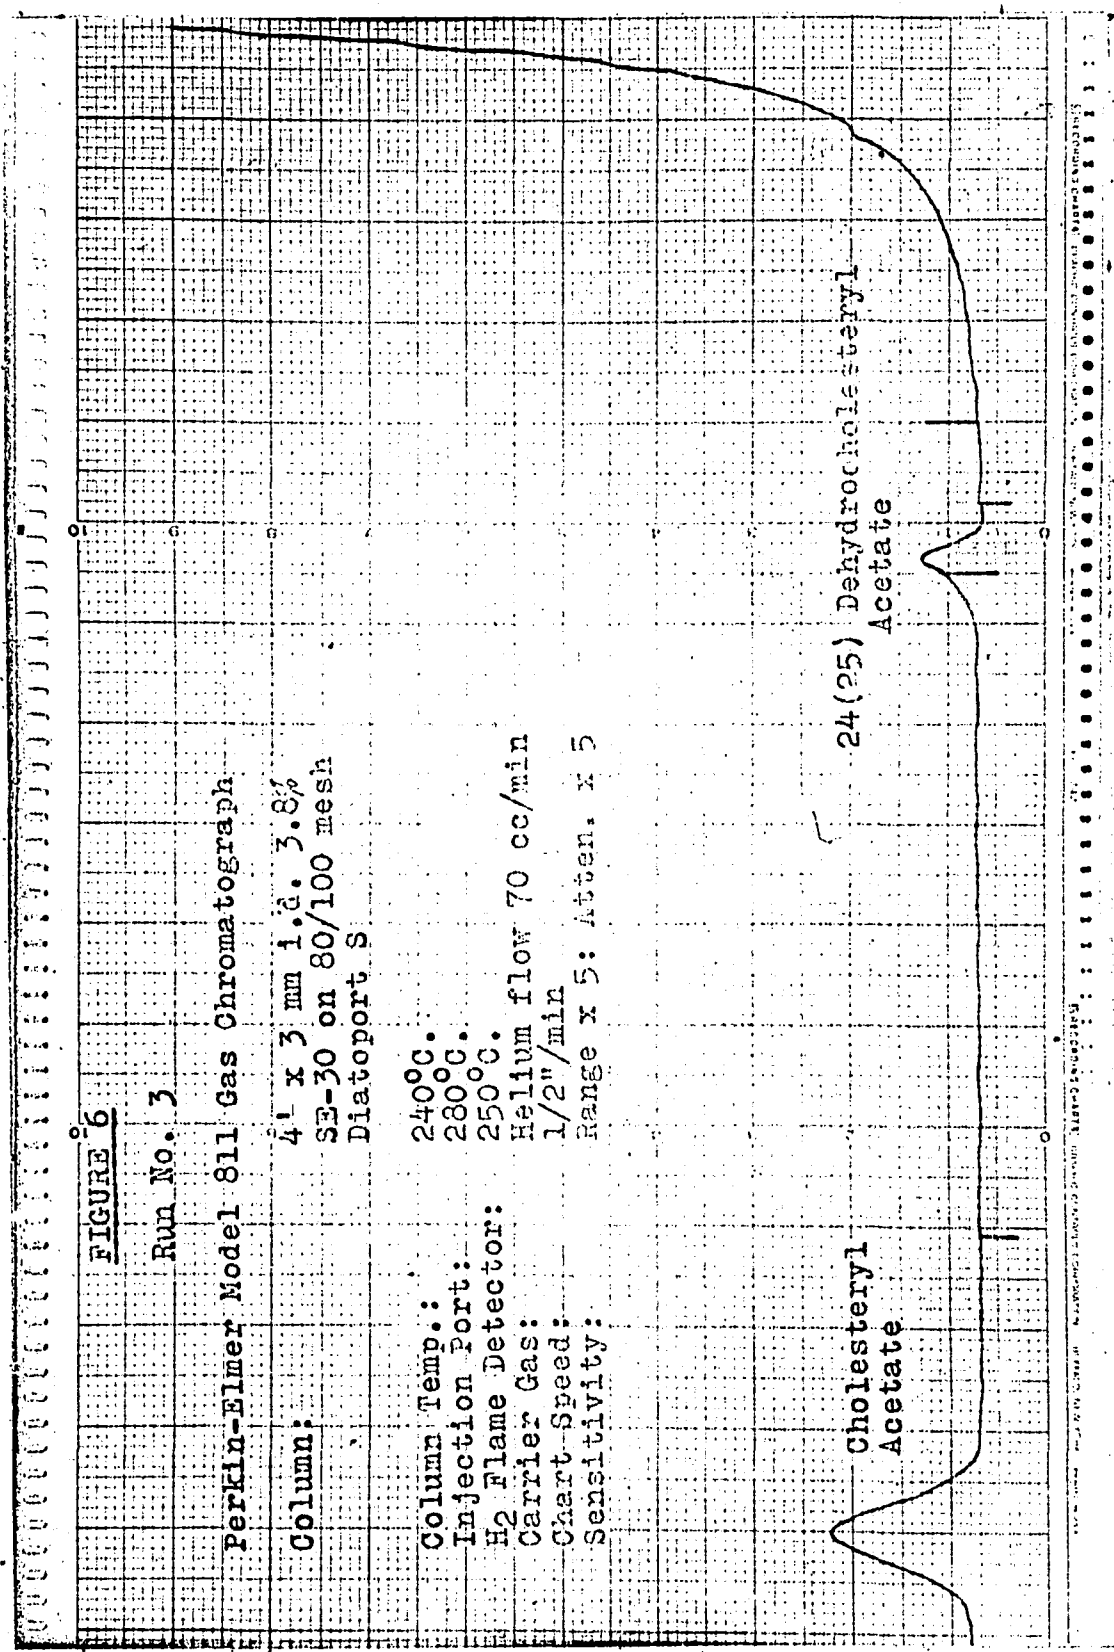 FIGURE 6
Run No. 3
Perkin-Elmer Model 811 Gas Chromatograph
Column: 4' x 3 mm i.d. 3.8%
SE-30 on 80/100 mesh
Diatoport S
Column Temp.: 240°C.
Injection Port: 280°C.
H2 Flame Detector: 250°C.
Carrier Gas: Helium flow 70 cc/min
Chart Speed: 1/2"/min
Sensitivity: Range x 5: Atten. x 5
24(25) Dehydrocholesteryl
Acetate
Cholesteryl
Acetate